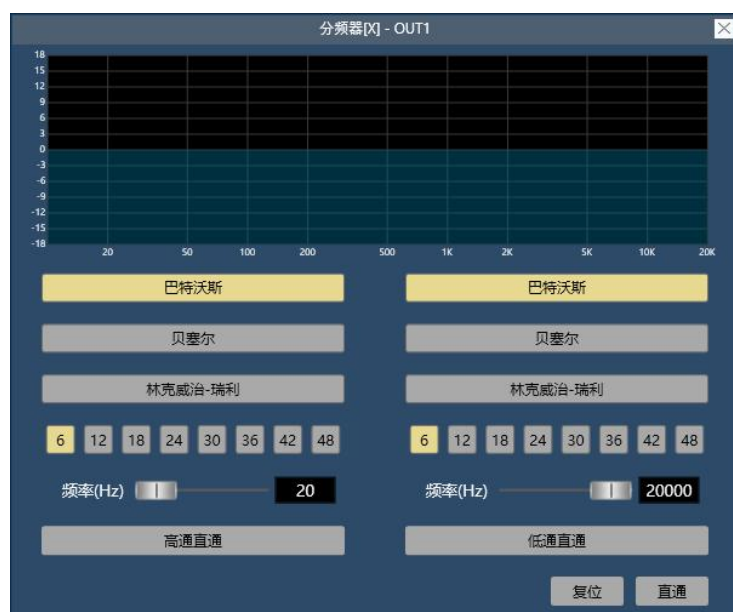 分频器[X] - OUT1
18
15
12
9
6
3
0
-3
-6
-9
-12
-15
-18
20 50 100 200 500 1K 2K 5K 10K 20K
巴特沃斯 巴特沃斯
贝塞尔 贝塞尔
林克威治-瑞利 林克威治-瑞利
6 12 18 24 30 36 42 48 6 12 18 24 30 36 42 48
频率(Hz) 20 频率(Hz) 20000
高通直通 低通直通
复位 直通